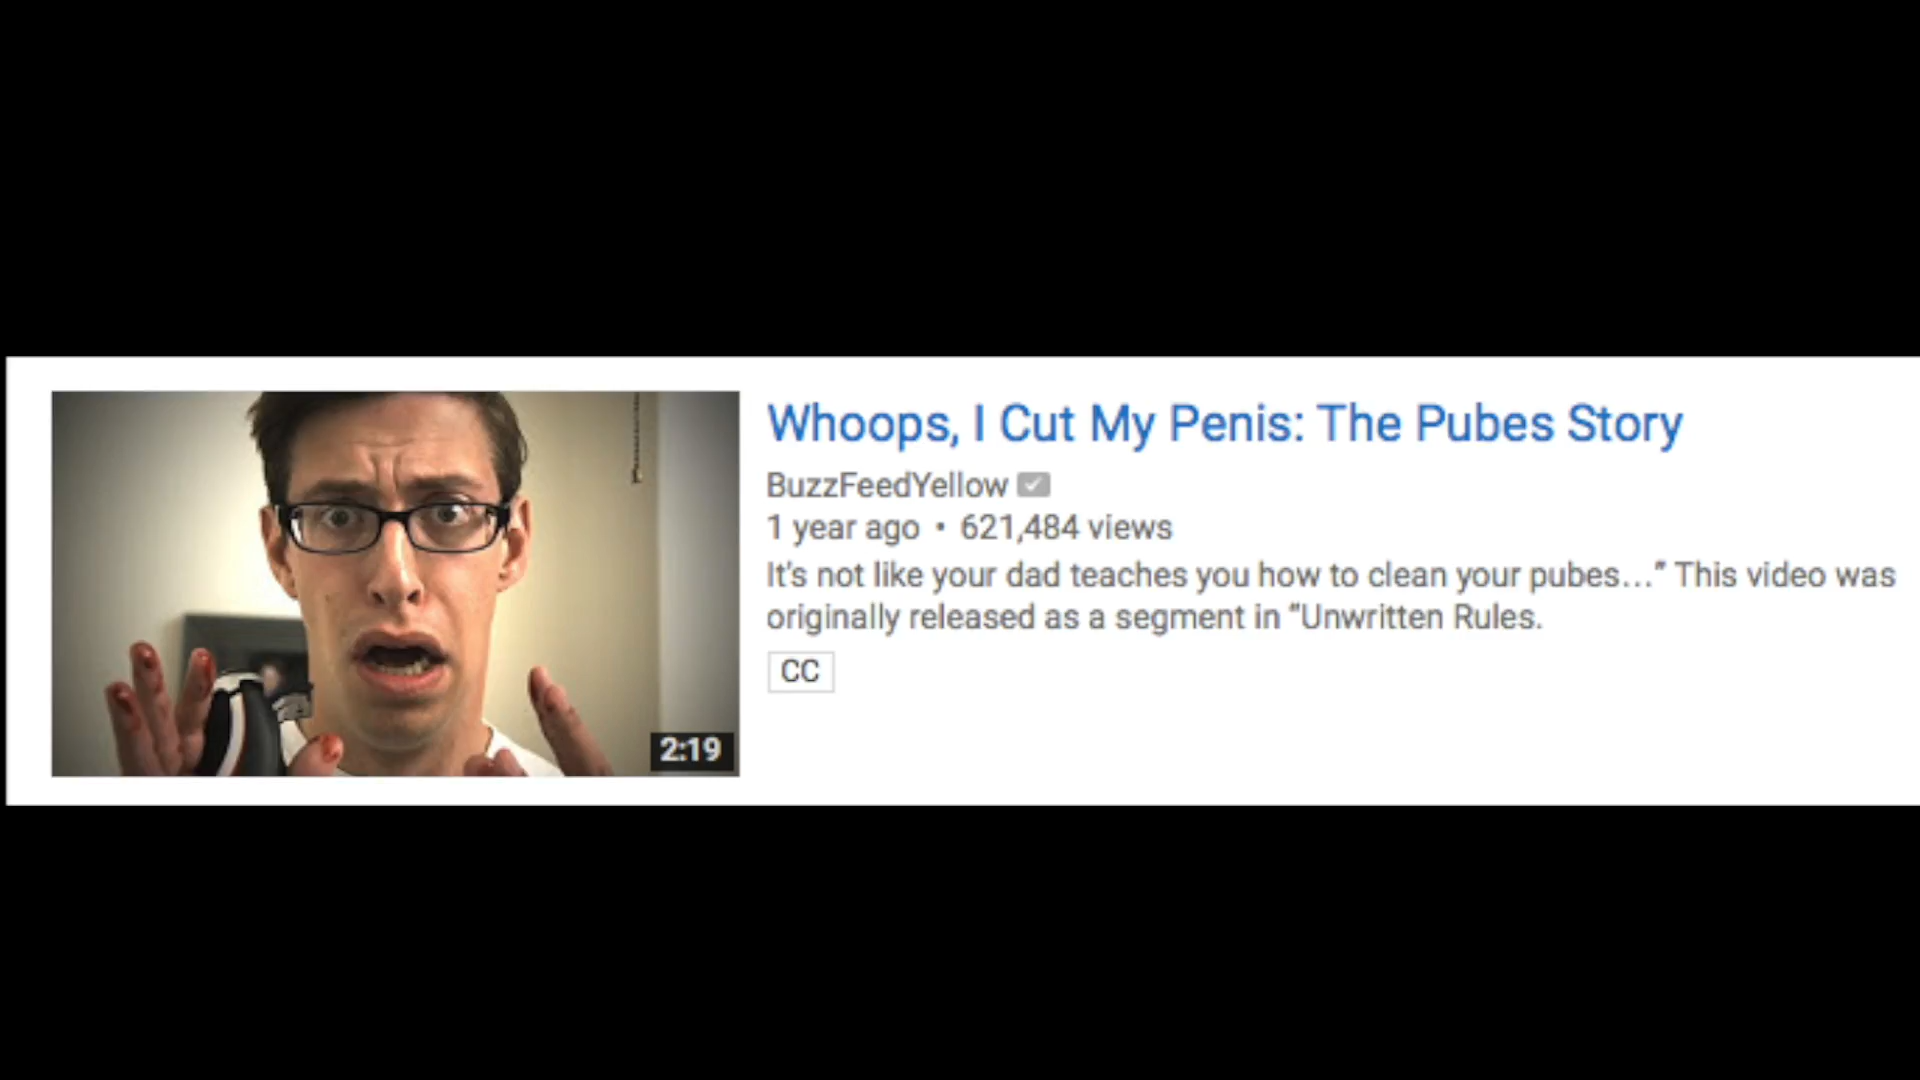 Whoops, I Cut My Penis: The Pubes Story
BuzzFeedYellow
1 year ago • 621,484 views
It's not like your dad teaches you how to clean your pubes…” This video was
originally released as a segment in “Unwritten Rules.
CC
2:19